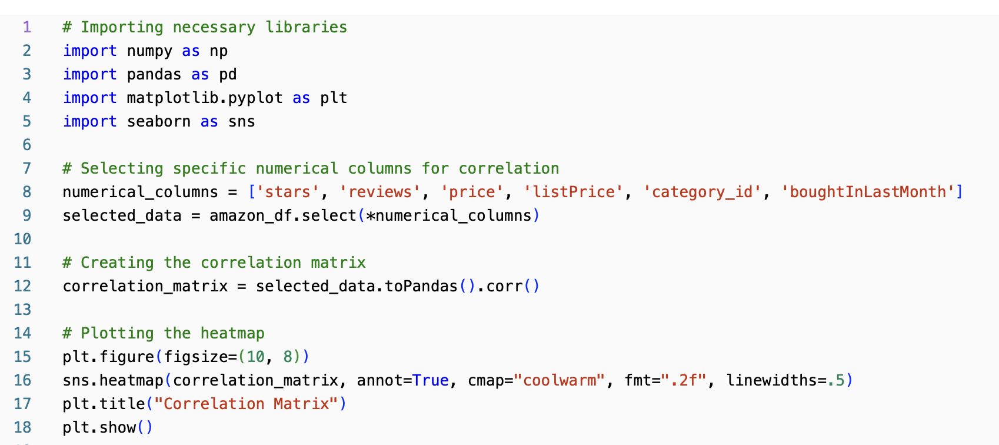 1 # Importing necessary libraries
2 import numpy as np
3 import pandas as pd
4 import matplotlib.pyplot as plt
5 import seaborn as sns
6
7 # Selecting specific numerical columns for correlation
8 numerical_columns = ['stars', 'reviews', 'price', 'listPrice', 'category_id', 'boughtInLastMonth']
9 selected_data = amazon_df.select(*numerical_columns)
10
11 # Creating the correlation matrix
12 correlation_matrix = selected_data.toPandas().corr()
13
14 # Plotting the heatmap
15 plt.figure(figsize=(10, 8))
16 sns.heatmap(correlation_matrix, annot=True, cmap="coolwarm", fmt=".2f", linewidths=.5)
17 plt.title("Correlation Matrix")
18 plt.show()